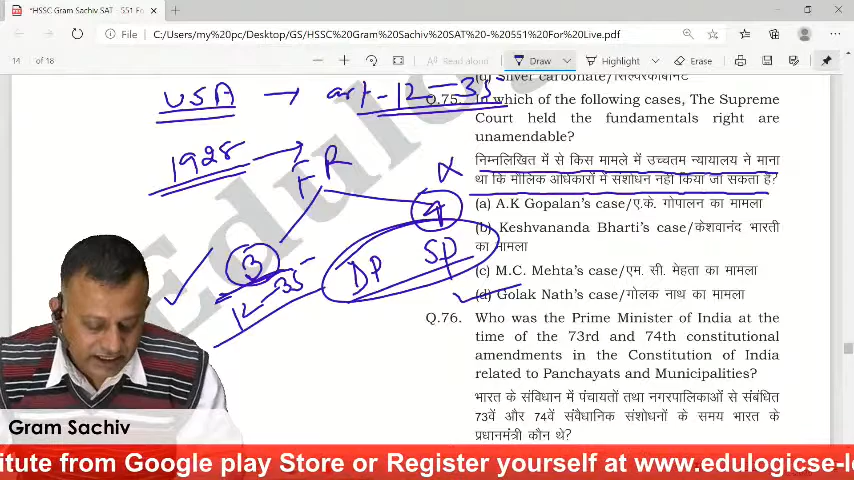 *HSSC Gram Sachiv SAT - 551 For
File
C:/Users/my%20pc/Desktop/GS/HSSC%20Gram%20Sachiv%20SAT%20-%20551%20For%20Live.pdf
14 of 18
Read aloud
Draw
Highlight
Erase
USA → art-12-35
1928 → FR
3
12-35
4
DP SP
(d) Silver carbonate/सिल्वरकार्बोनेट
Q.75. In which of the following cases, The Supreme
Court held the fundamentals right are
unamendable?
निम्नलिखित में से किस मामले में उच्चतम न्यायालय ने माना
था कि मौलिक अधिकारों में संशोधन नहीं किया जा सकता है?
(a) A.K Gopalan's case/ए.के. गोपालन का मामला
(b) Keshvananda Bharti's case/केशवानंद भारती
का मामला
(c) M.C. Mehta's case/एम. सी. मेहता का मामला
(d) Golak Nath's case/गोलक नाथ का मामला
Q.76. Who was the Prime Minister of India at the
time of the 73rd and 74th constitutional
amendments in the Constitution of India
related to Panchayats and Municipalities?
भारत के संविधान में पंचायतों तथा नगरपालिकाओं से संबंधित
73वें और 74वें संवैधानिक संशोधनों के समय भारत के
प्रधानमंत्री कौन थे?
Gram Sachiv
itute from Google play Store or Register yourself at www.edulogicse-le